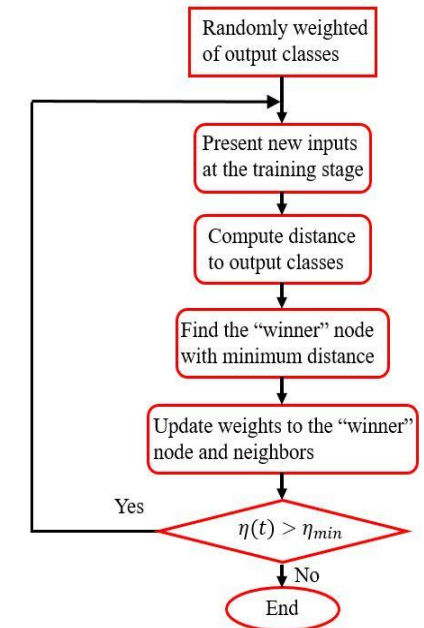 Randomly weighted
of output classes
Present new inputs
at the training stage
Compute distance
to output classes
Find the “winner” node
with minimum distance
Update weights to the “winner”
node and neighbors
Yes
η(t) > ηmin
No
End